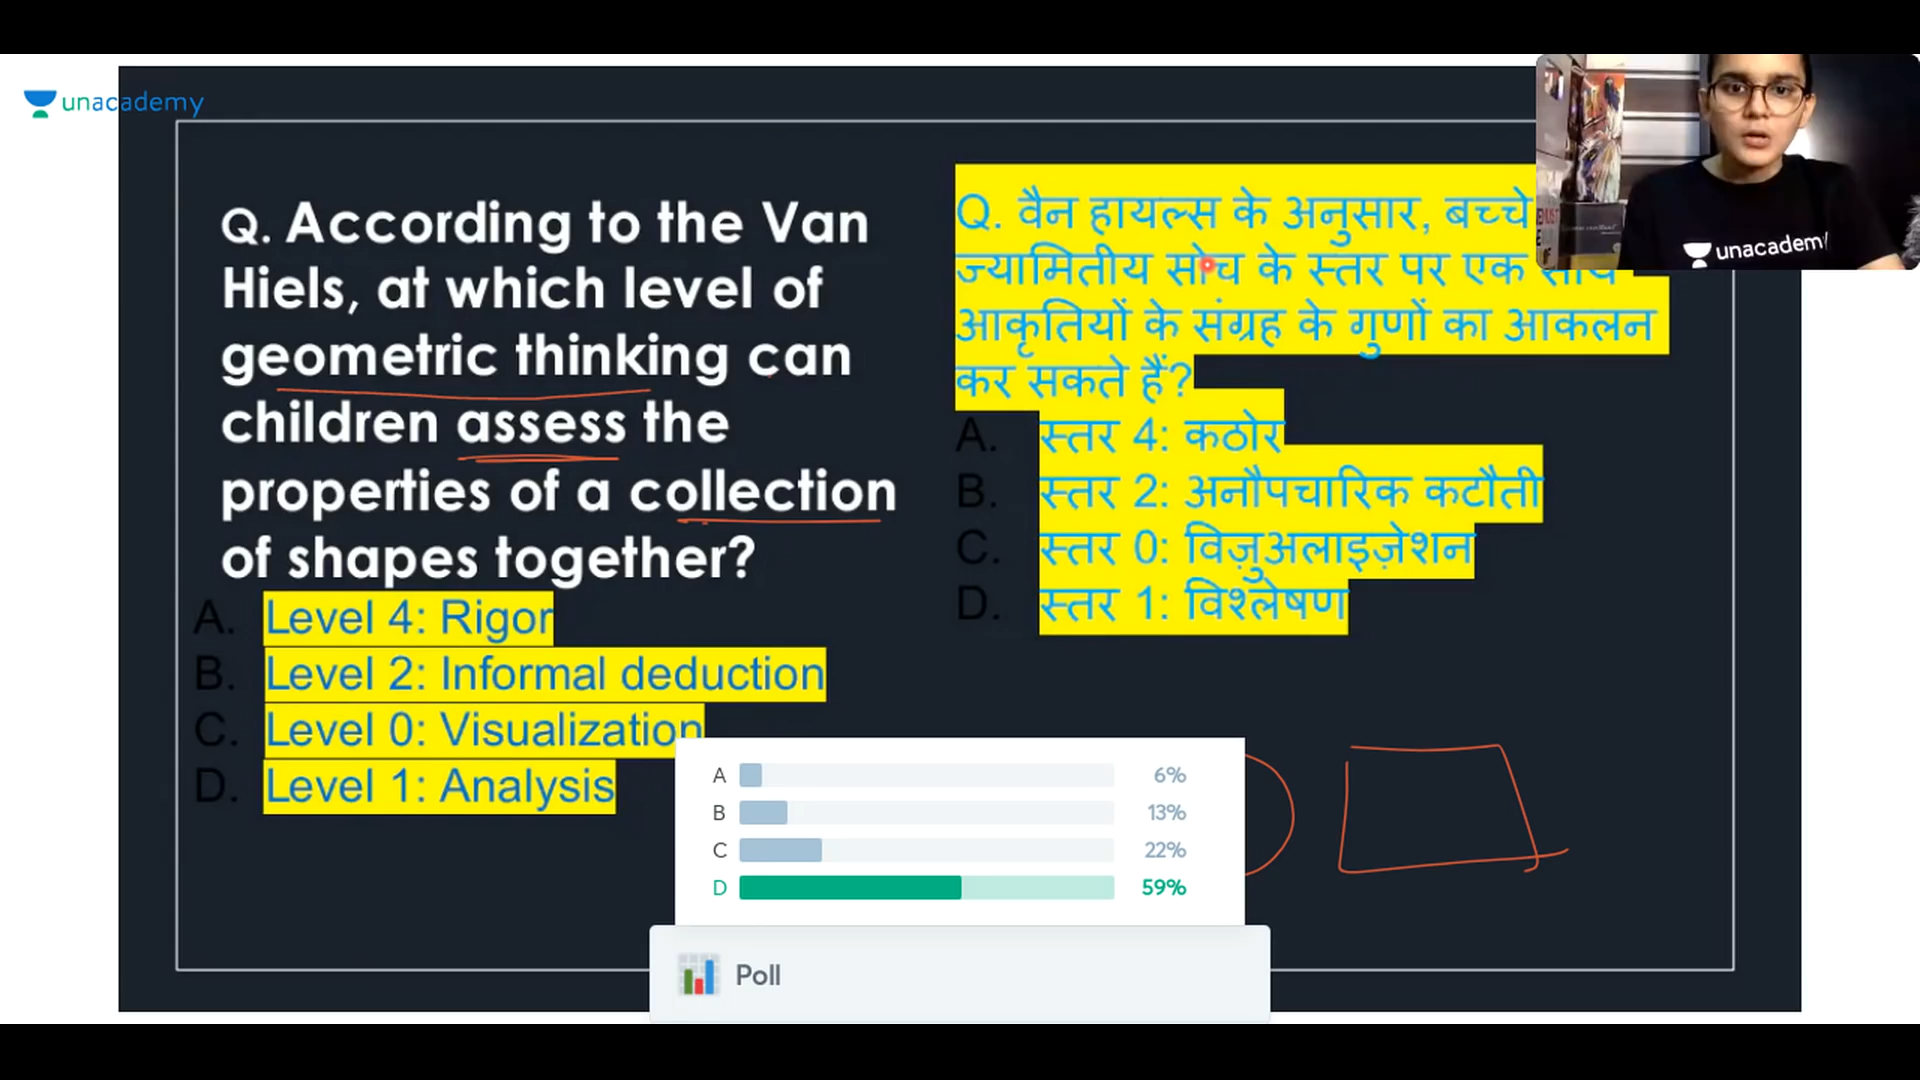 unacademy
Q. According to the Van
Hiels, at which level of
geometric thinking can
children assess the
properties of a collection
of shapes together?
A. Level 4: Rigor
B. Level 2: Informal deduction
C. Level 0: Visualization
D. Level 1: Analysis
Q. वैन हायल्स के अनुसार, बच्चे
ज्यामितीय सोच के स्तर पर एक साथ
आकृतियों के संग्रह के गुणों का आकलन
कर सकते हैं?
A. स्तर 4: कठोर
B. स्तर 2: अनौपचारिक कटौती
C. स्तर 0: विज़ुअलाइज़ेशन
D. स्तर 1: विश्लेषण
unacademy
A 6%
B 13%
C 22%
D 59%
Poll